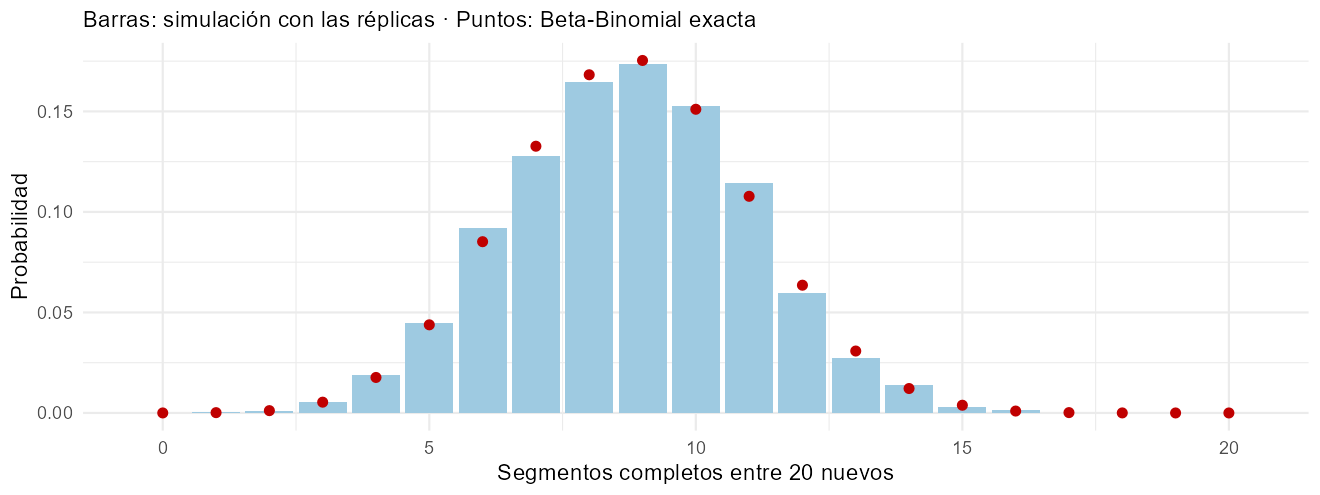 Barras: simulación con las réplicas · Puntos: Beta-Binomial exacta
Probabilidad
0.15
0.10
0.05
0.00
0 5 10 15 20
Segmentos completos entre 20 nuevos